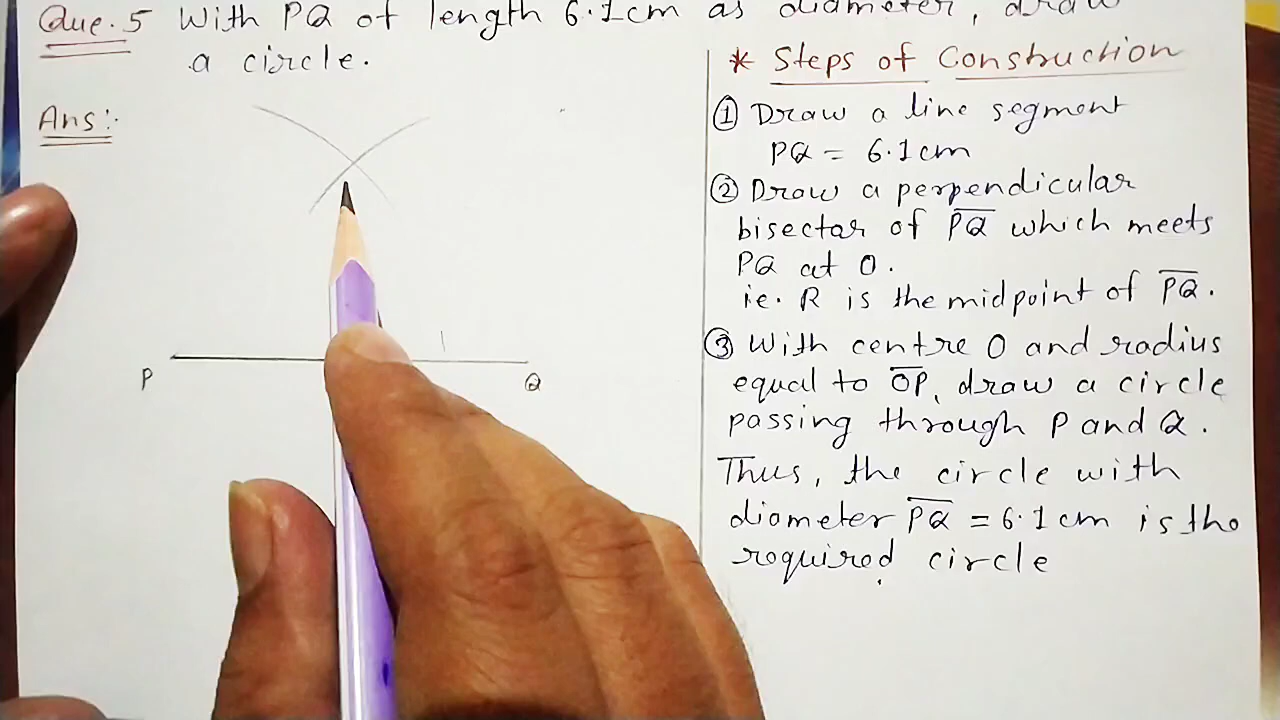 Que.5 With PQ of length 6.1cm as diameter, draw
a circle.
Ans:-
P
Q
* Steps of Construction
① Draw a line segment
PQ = 6.1cm
② Draw a perpendicular
bisectar of PQ which meets
PQ at O.
ie. R is the midpoint of PQ.
③ With centre O and radius
equal to OP, draw a circle
passing through P and Q.
Thus, the circle with
diameter PQ = 6.1cm is the
required circle